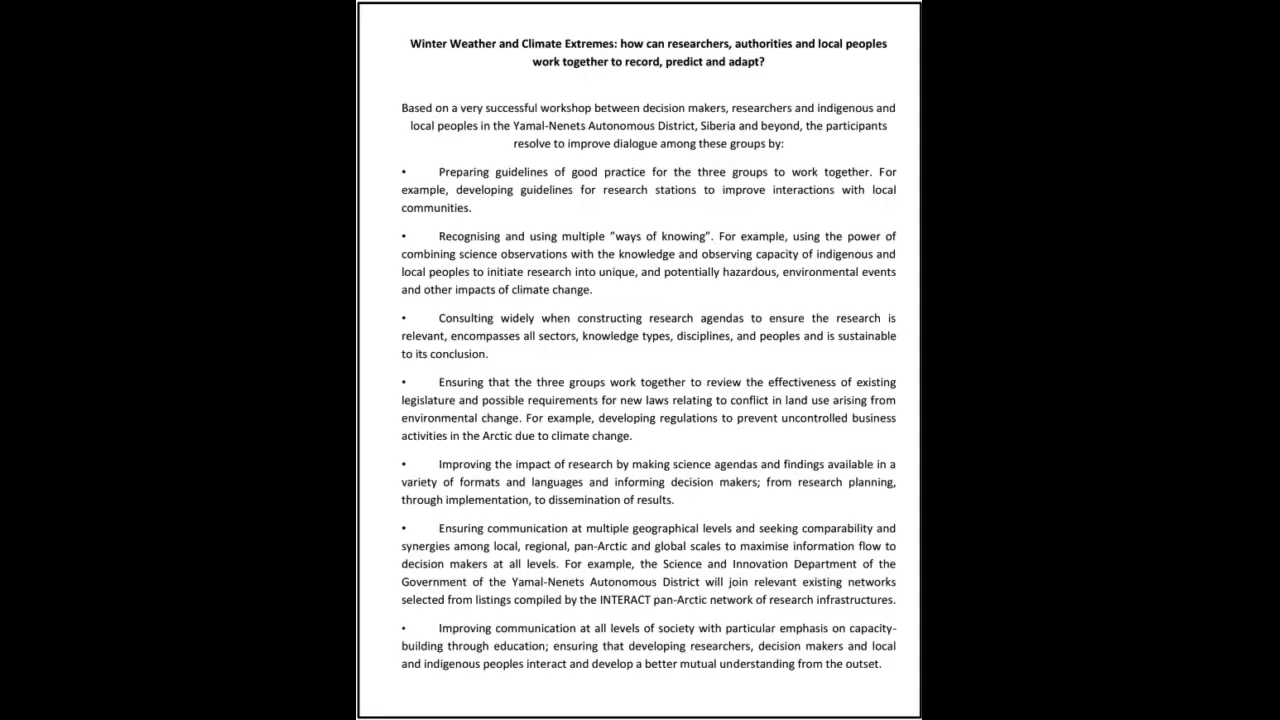 Winter Weather and Climate Extremes: how can researchers, authorities and local peoples
work together to record, predict and adapt?
Based on a very successful workshop between decision makers, researchers and indigenous and
local peoples in the Yamal-Nenets Autonomous District, Siberia and beyond, the participants
resolve to improve dialogue among these groups by:
• Preparing guidelines of good practice for the three groups to work together. For
example, developing guidelines for research stations to improve interactions with local
communities.
• Recognising and using multiple ”ways of knowing”. For example, using the power of
combining science observations with the knowledge and observing capacity of indigenous and
local peoples to initiate research into unique, and potentially hazardous, environmental events
and other impacts of climate change.
• Consulting widely when constructing research agendas to ensure the research is
relevant, encompasses all sectors, knowledge types, disciplines, and peoples and is sustainable
to its conclusion.
• Ensuring that the three groups work together to review the effectiveness of existing
legislature and possible requirements for new laws relating to conflict in land use arising from
environmental change. For example, developing regulations to prevent uncontrolled business
activities in the Arctic due to climate change.
• Improving the impact of research by making science agendas and findings available in a
variety of formats and languages and informing decision makers; from research planning,
through implementation, to dissemination of results.
• Ensuring communication at multiple geographical levels and seeking comparability and
synergies among local, regional, pan-Arctic and global scales to maximise information flow to
decision makers at all levels. For example, the Science and Innovation Department of the
Government of the Yamal-Nenets Autonomous District will join relevant existing networks
selected from listings compiled by the INTERACT pan-Arctic network of research infrastructures.
• Improving communication at all levels of society with particular emphasis on capacity-
building through education; ensuring that developing researchers, decision makers and local
and indigenous peoples interact and develop a better mutual understanding from the outset.